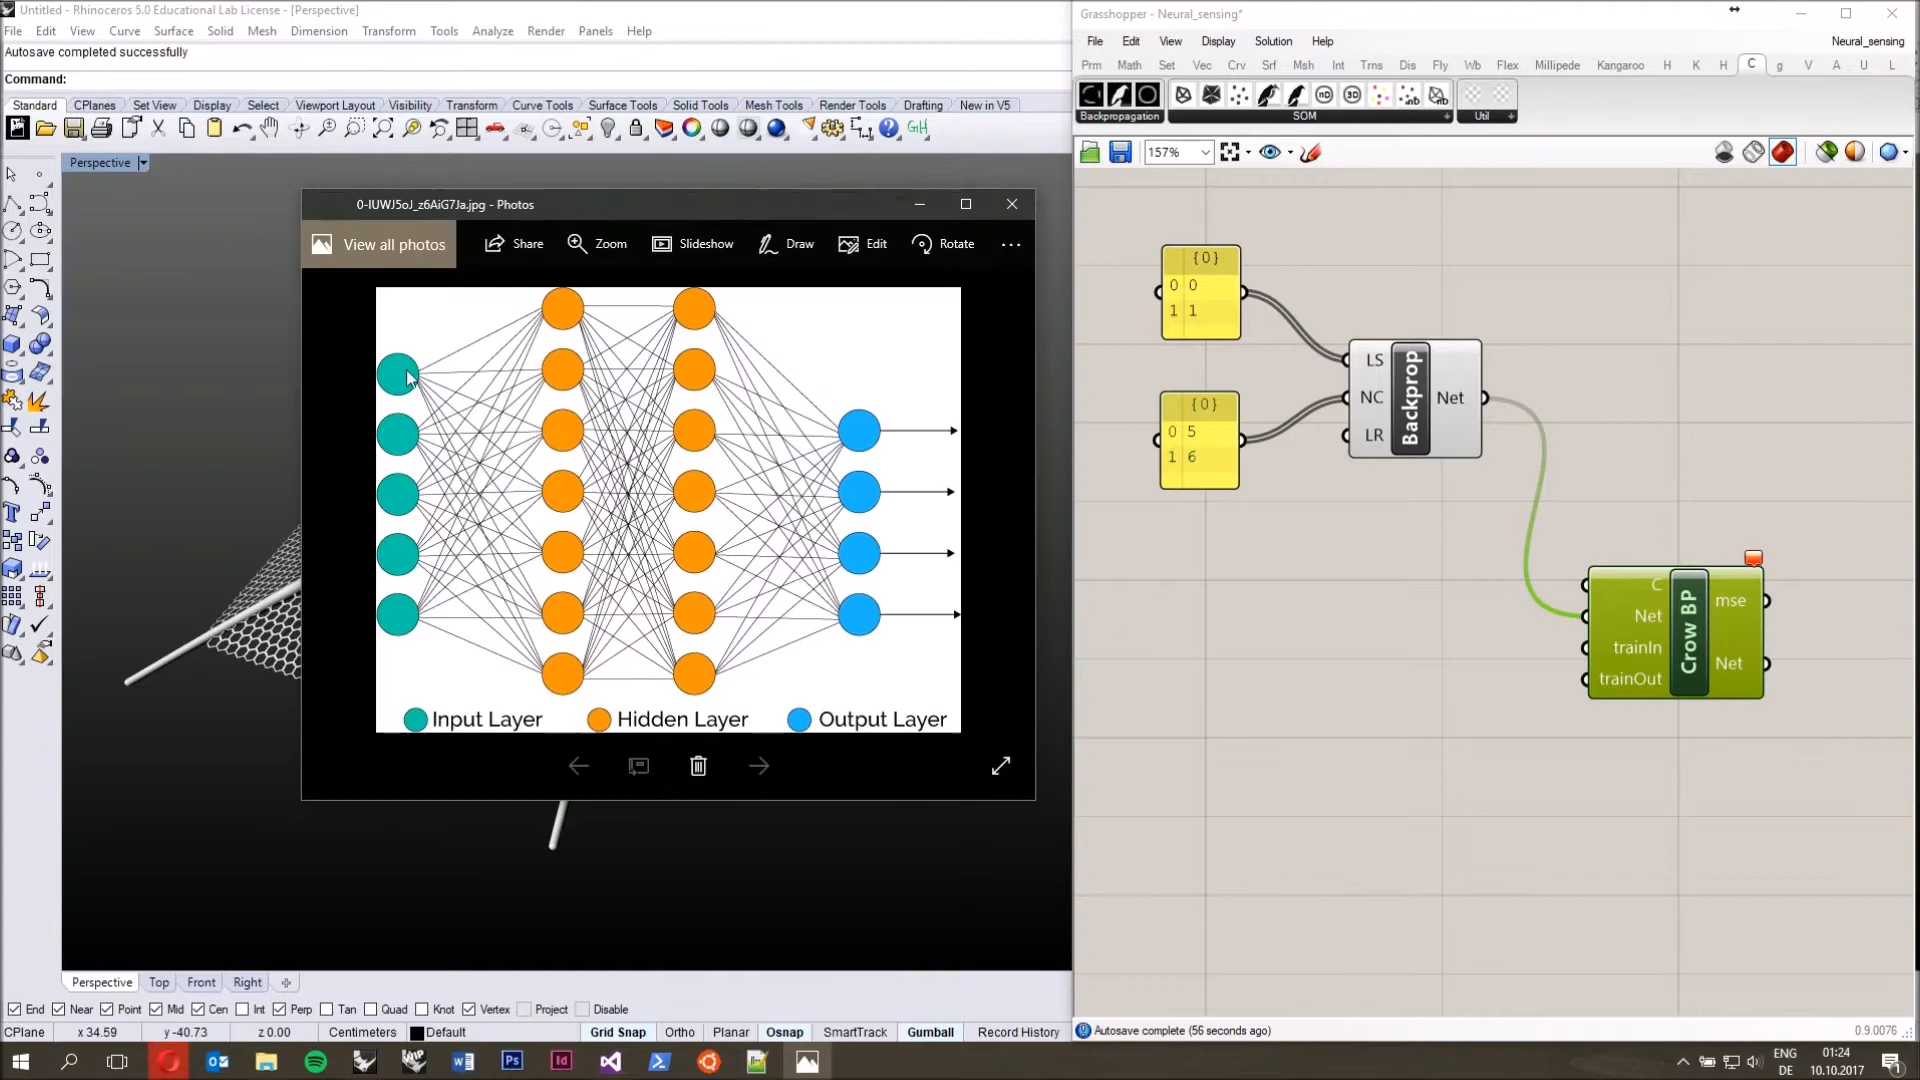 Untitled - Rhinoceros 5.0 Educational Lab License - [Perspective]
File Edit View Curve Surface Solid Mesh Dimension Transform Tools Analyze Render Panels Help
Autosave completed successfully
Command:
Standard CPlanes Set View Display Select Viewport Layout Visibility Transform Curve Tools Surface Tools Solid Tools Mesh Tools Render Tools Drafting New in V5
Perspective
0-IUWJ5oJ_z6AiG7Ja.jpg - Photos
View all photos Share Zoom Slideshow Draw Edit Rotate
Input Layer Hidden Layer Output Layer
Perspective Top Front Right
End Near Point Mid Cen Int Perp Tan Quad Knot Vertex Project Disable
CPlane x 34.59 y -40.73 z 0.00 Centimeters Default Grid Snap Ortho Planar Osnap SmartTrack Gumball Record History
Grasshopper - Neural_sensing*
File Edit View Display Solution Help Neural_sensing
Prm Math Set Vec Crv Srf Msh Int Trns Dis Fly Wb Flex Millipede Kangaroo H K H C g V A U L
Backpropagation SOM Util
157%
{0}
0 0
1 1
{0}
0 5
1 6
LS
NC
LR
Backprop
Net
C
Net
trainIn
trainOut
Crow BP
mse
Net
Autosave complete (56 seconds ago) 0.9.0076
ENG 01:24
DE 10.10.2017